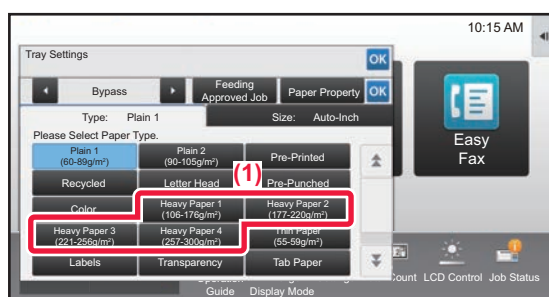 10:15 AM
Tray Settings
OK
Bypass
Feeding
Approved Job
Paper Property
OK
Type: Plain 1
Size: Auto-Inch
Please Select Paper Type.
Plain 1
(60-89g/m²)
Plain 2
(90-105g/m²)
Pre-Printed
Easy
Fax
(1)
Recycled
Letter Head
Pre-Punched
Color
Heavy Paper 1
(106-176g/m²)
Heavy Paper 2
(177-220g/m²)
Heavy Paper 3
(221-256g/m²)
Heavy Paper 4
(257-300g/m²)
Thin Paper
(55-59g/m²)
Labels
Transparency
Tab Paper
Count
LCD Control
Job Status
Guide
Display Mode